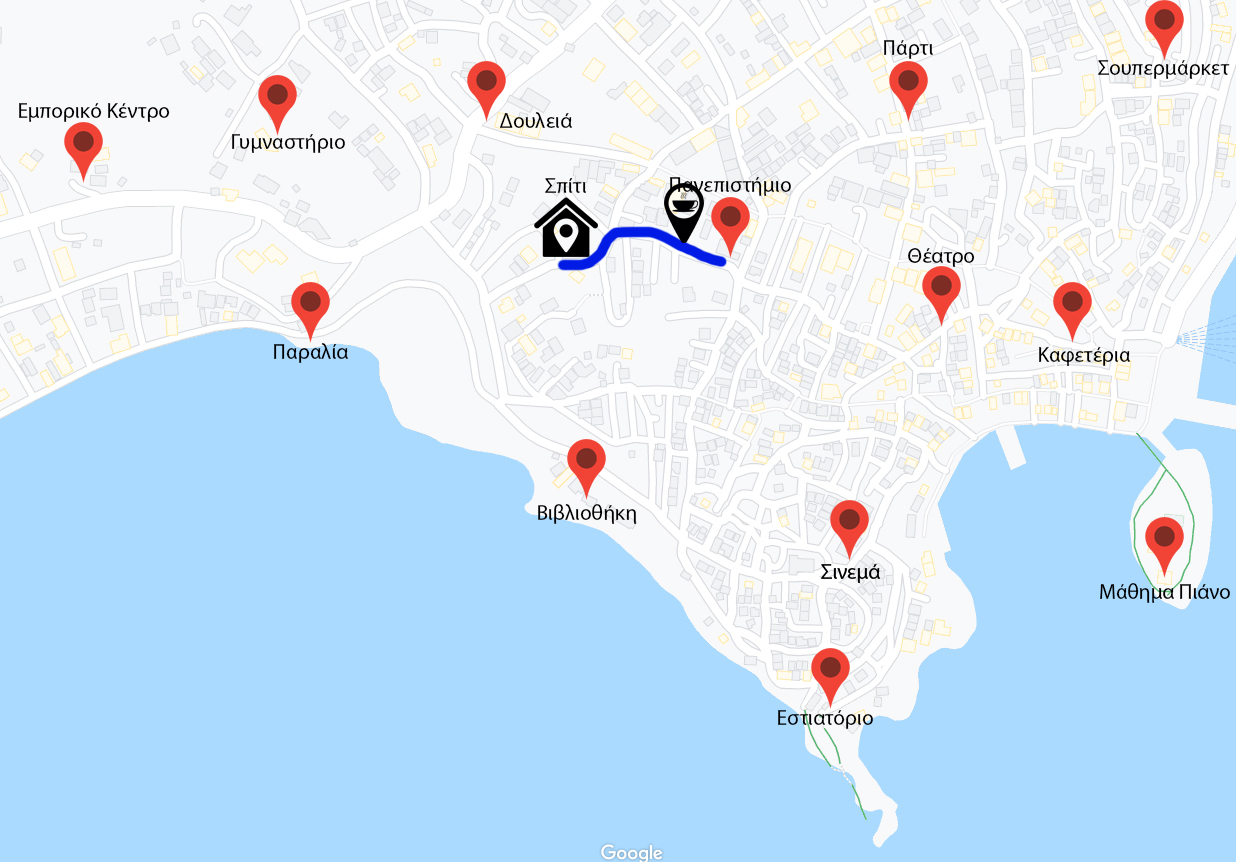 Σουπερμάρκετ
Πάρτι
Εμπορικό Κέντρο
Δουλειά
Γυμναστήριο
Σπίτι
Πανεπιστήμιο
Θέατρο
Παραλία
Καφετέρια
Βιβλιοθήκη
Σινεμά
Μάθημα Πιάνο
Εστιατόριο
Google